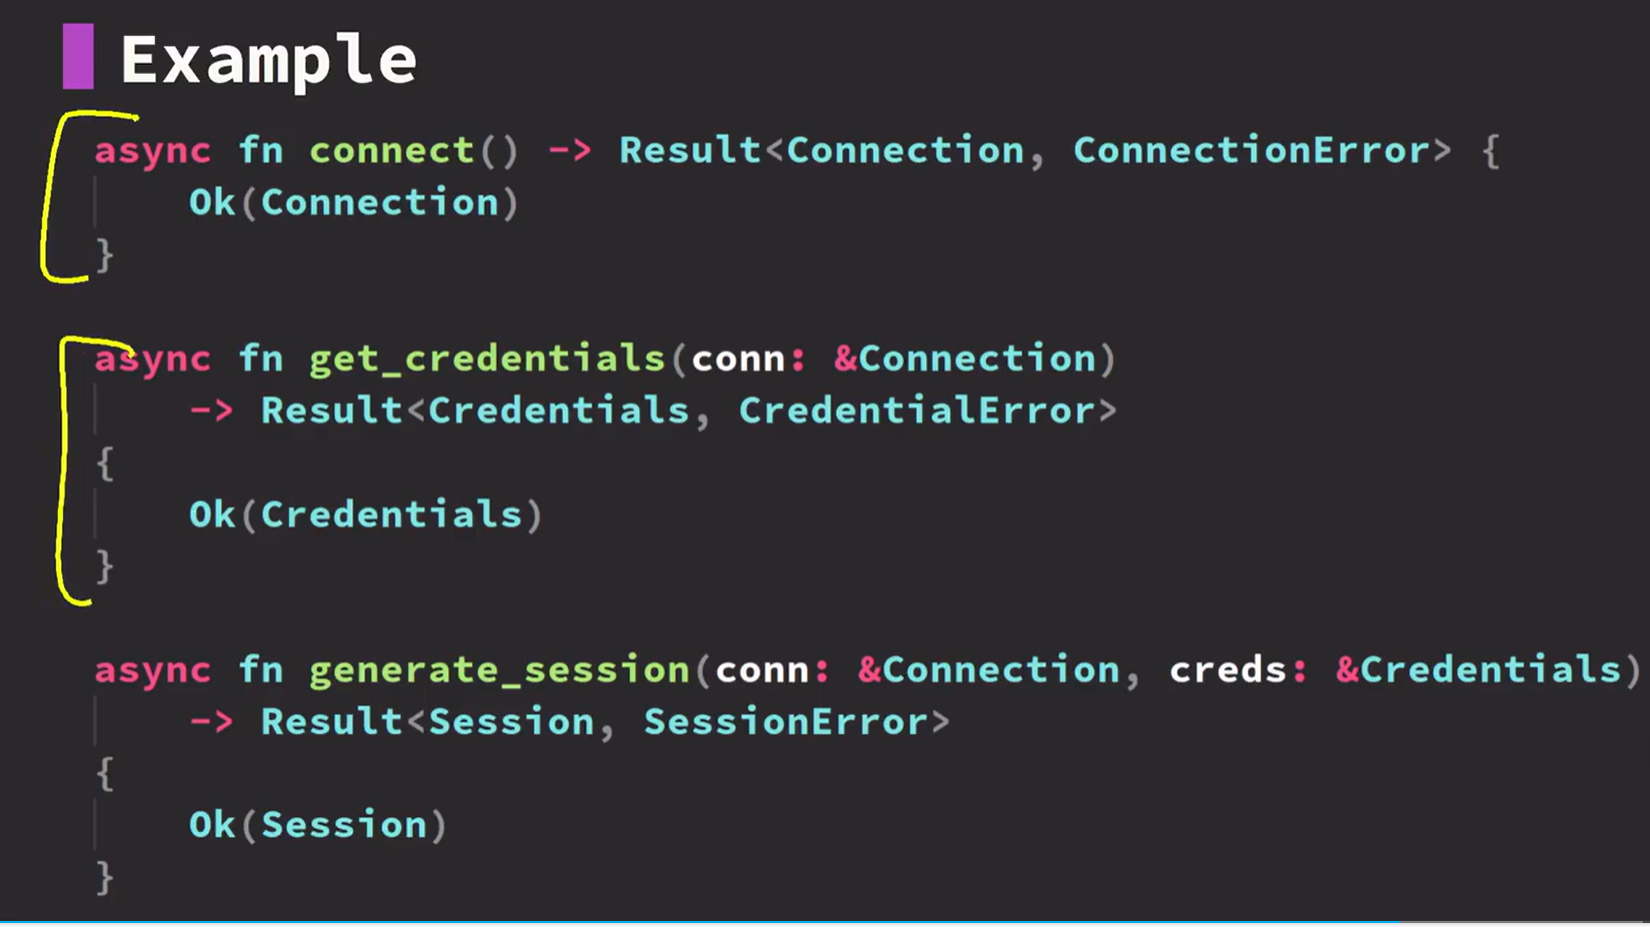 Example
async fn connect() -> Result<Connection, ConnectionError> {
    Ok(Connection)
}
async fn get_credentials(conn: &Connection)
    -> Result<Credentials, CredentialError>
{
    Ok(Credentials)
}
async fn generate_session(conn: &Connection, creds: &Credentials)
    -> Result<Session, SessionError>
{
    Ok(Session)
}